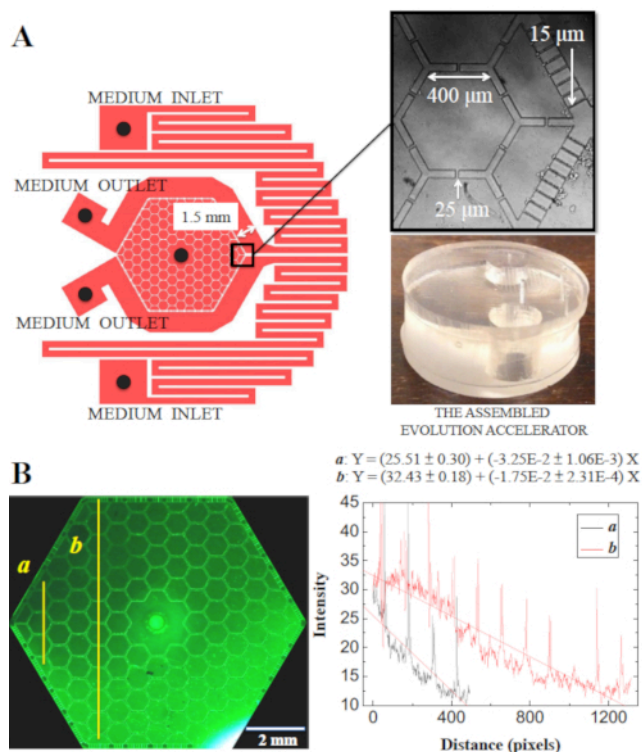 A
MEDIUM INLET
MEDIUM OUTLET
1.5 mm
MEDIUM OUTLET
MEDIUM INLET
15 μm
400 μm
25 μm
THE ASSEMBLED
EVOLUTION ACCELERATOR
B
a: Y = (25.51 ± 0.30) + (-3.25E-2 ± 1.06E-3) X
b: Y = (32.43 ± 0.18) + (-1.75E-2 ± 2.31E-4) X
a
b
2 mm
45
40
35
30
25
20
15
10
Intensity
a
b
0
400
800
1200
Distance (pixels)